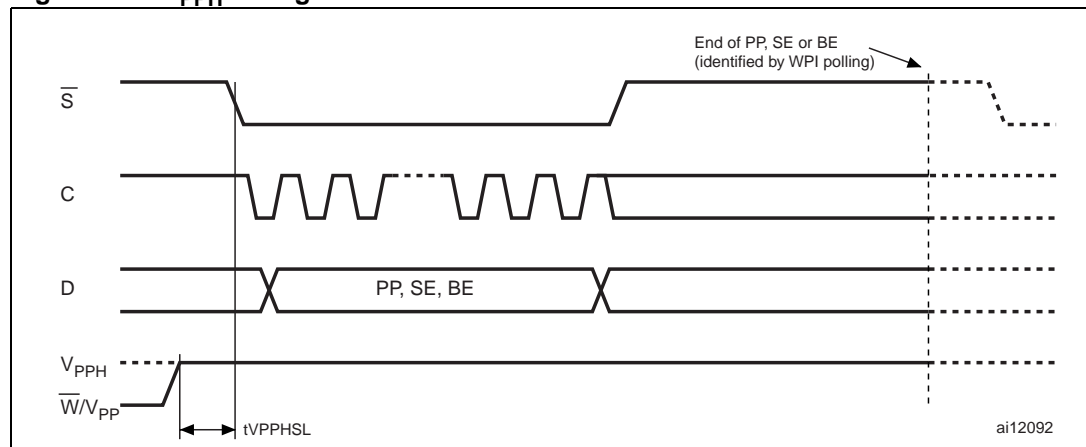 End of PP, SE or BE
(identified by WPI polling)
S
C
D
PP, SE, BE
VPPH
W/VPP
tVPPHSL
ai12092